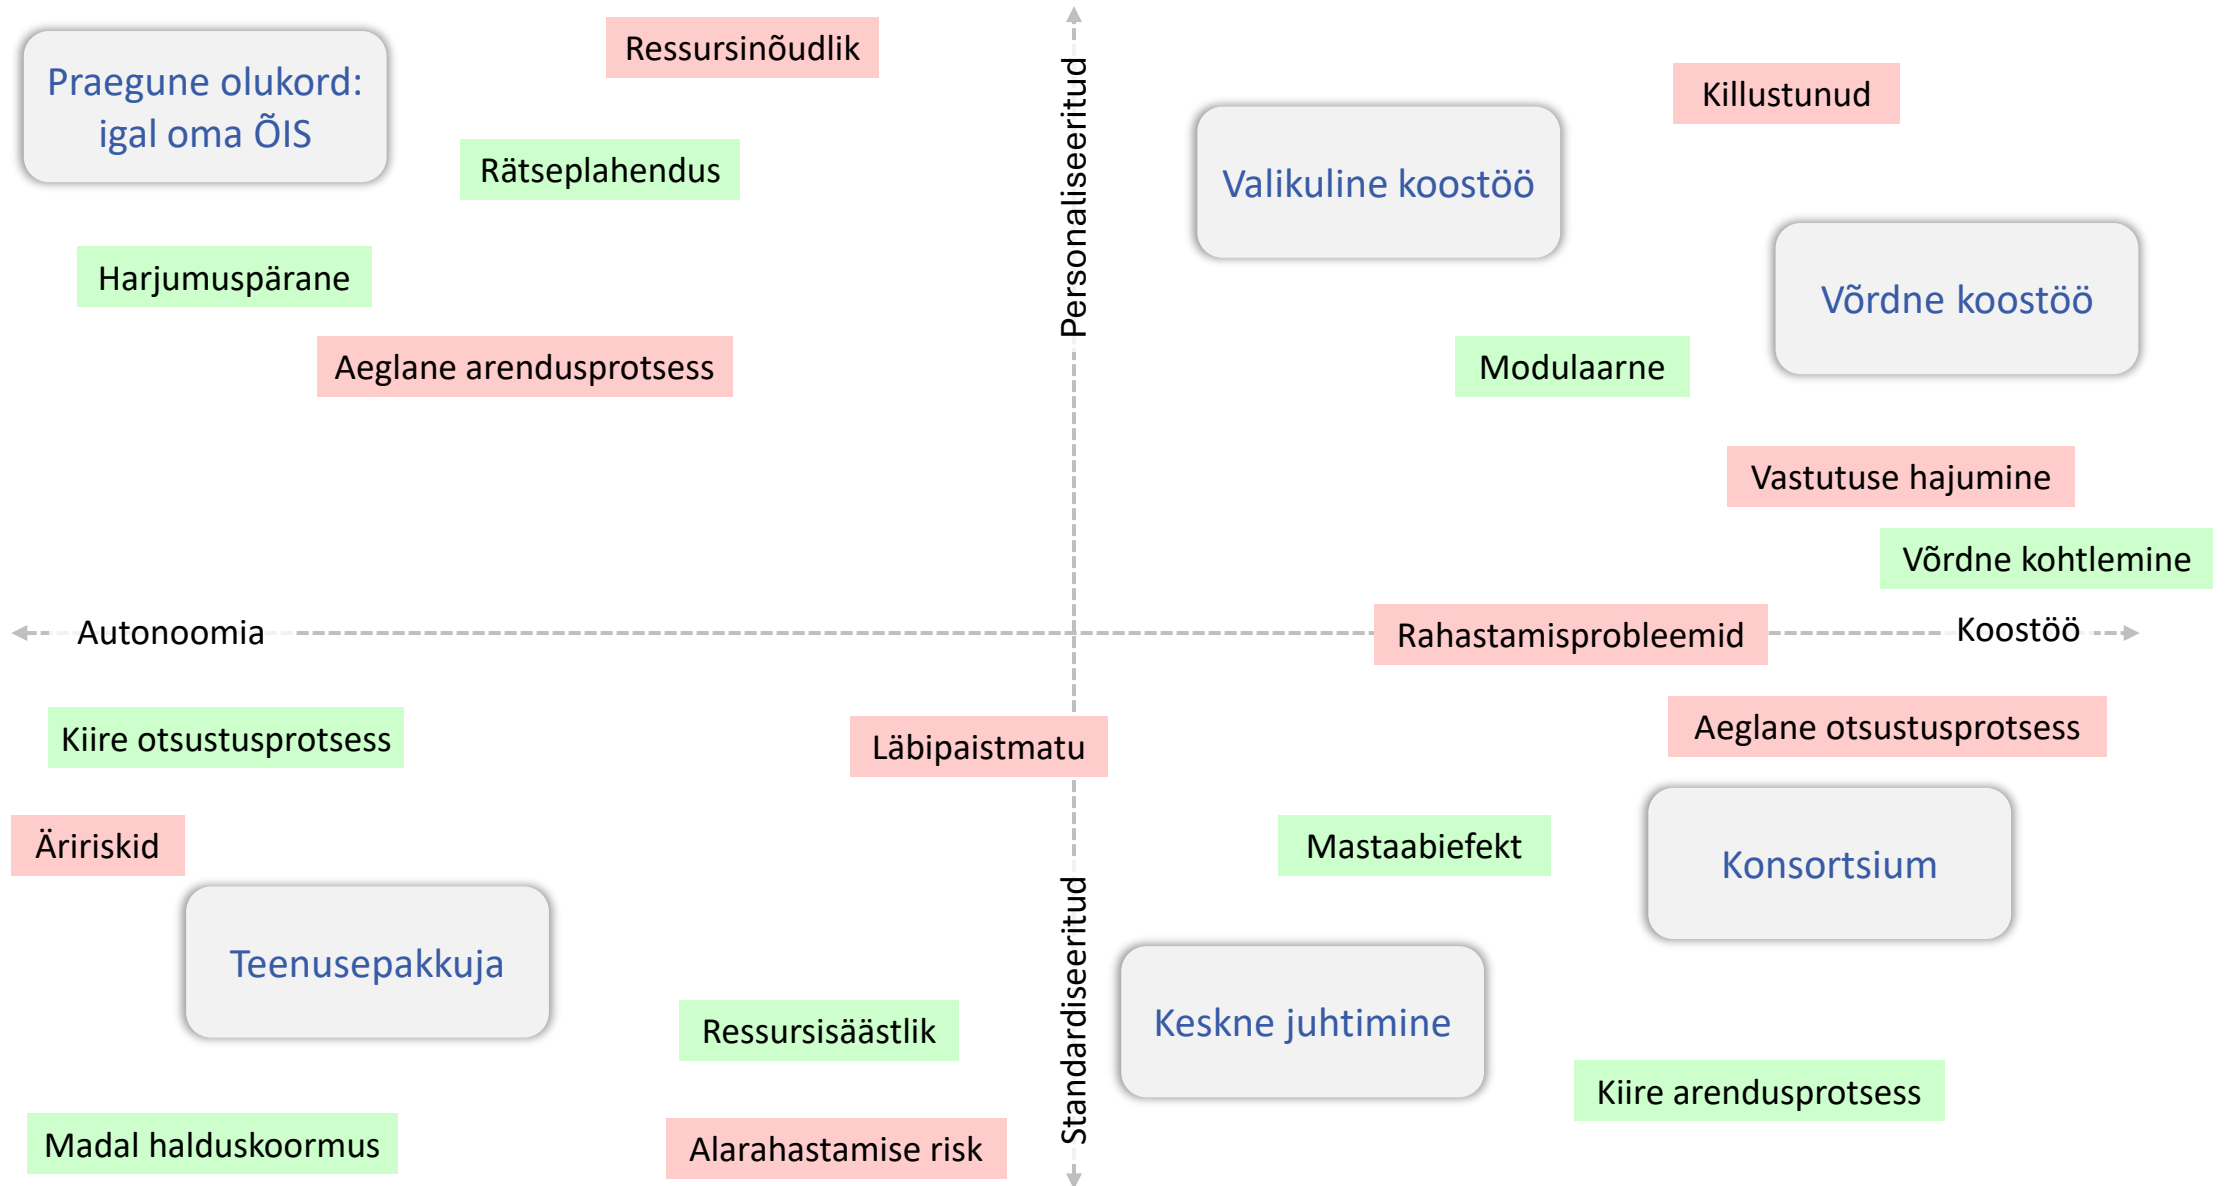 Ressursinõudlik
Praegune olukord:
igal oma ÕIS
Killustunud
Rätseplahendus
Valikuline koostöö
Personaliseeritud
Harjumuspärane
Võrdne koostöö
Aeglane arendusprotsess
Modulaarne
Vastutuse hajumine
Võrdne kohtlemine
Autonoomia
Rahastamisprobleemid
Koostöö
Kiire otsustusprotsess
Läbipaistmatu
Aeglane otsustusprotsess
Äririskid
Mastaabiefekt
Konsortsium
Teenusepakkuja
Standardiseeritud
Ressursisäästlik
Keskne juhtimine
Kiire arendusprotsess
Madal halduskoormus
Alarahastamise risk